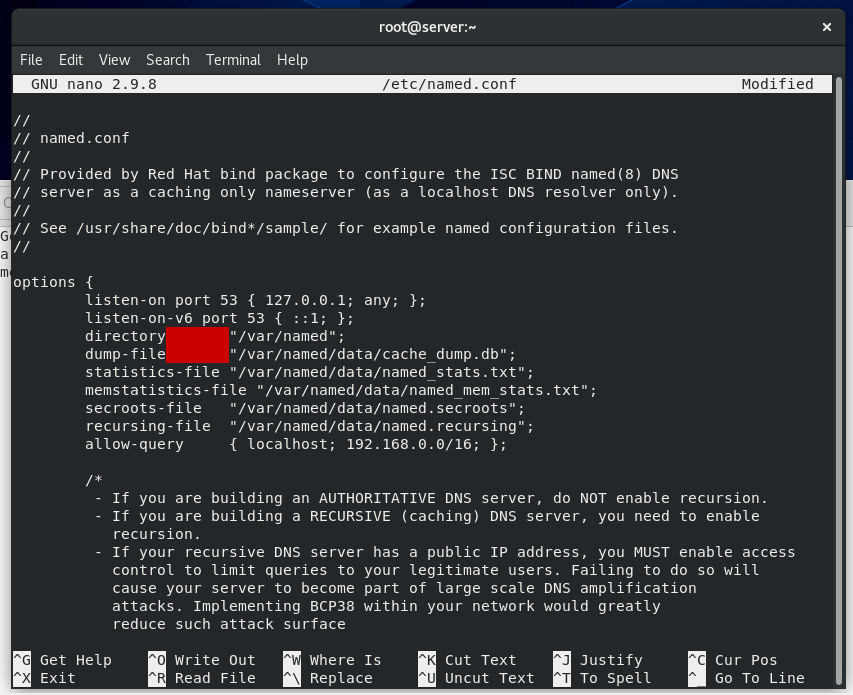 root@server:~ ×
File Edit View Search Terminal Help
GNU nano 2.9.8 /etc/named.conf Modified
//
// named.conf
//
// Provided by Red Hat bind package to configure the ISC BIND named(8) DNS
// server as a caching only nameserver (as a localhost DNS resolver only).
//
// See /usr/share/doc/bind*/sample/ for example named configuration files.
//
options {
listen-on port 53 { 127.0.0.1; any; };
listen-on-v6 port 53 { ::1; };
directory "/var/named";
dump-file "/var/named/data/cache_dump.db";
statistics-file "/var/named/data/named_stats.txt";
memstatistics-file "/var/named/data/named_mem_stats.txt";
secroots-file "/var/named/data/named.secroots";
recursing-file "/var/named/data/named.recursing";
allow-query { localhost; 192.168.0.0/16; };
/*
- If you are building an AUTHORITATIVE DNS server, do NOT enable recursion.
- If you are building a RECURSIVE (caching) DNS server, you need to enable
recursion.
- If your recursive DNS server has a public IP address, you MUST enable access
control to limit queries to your legitimate users. Failing to do so will
cause your server to become part of large scale DNS amplification
attacks. Implementing BCP38 within your network would greatly
reduce such attack surface
^G Get Help ^O Write Out ^W Where Is ^K Cut Text ^J Justify ^C Cur Pos
^X Exit ^R Read File ^\ Replace ^U Uncut Text ^T To Spell ^_ Go To Line